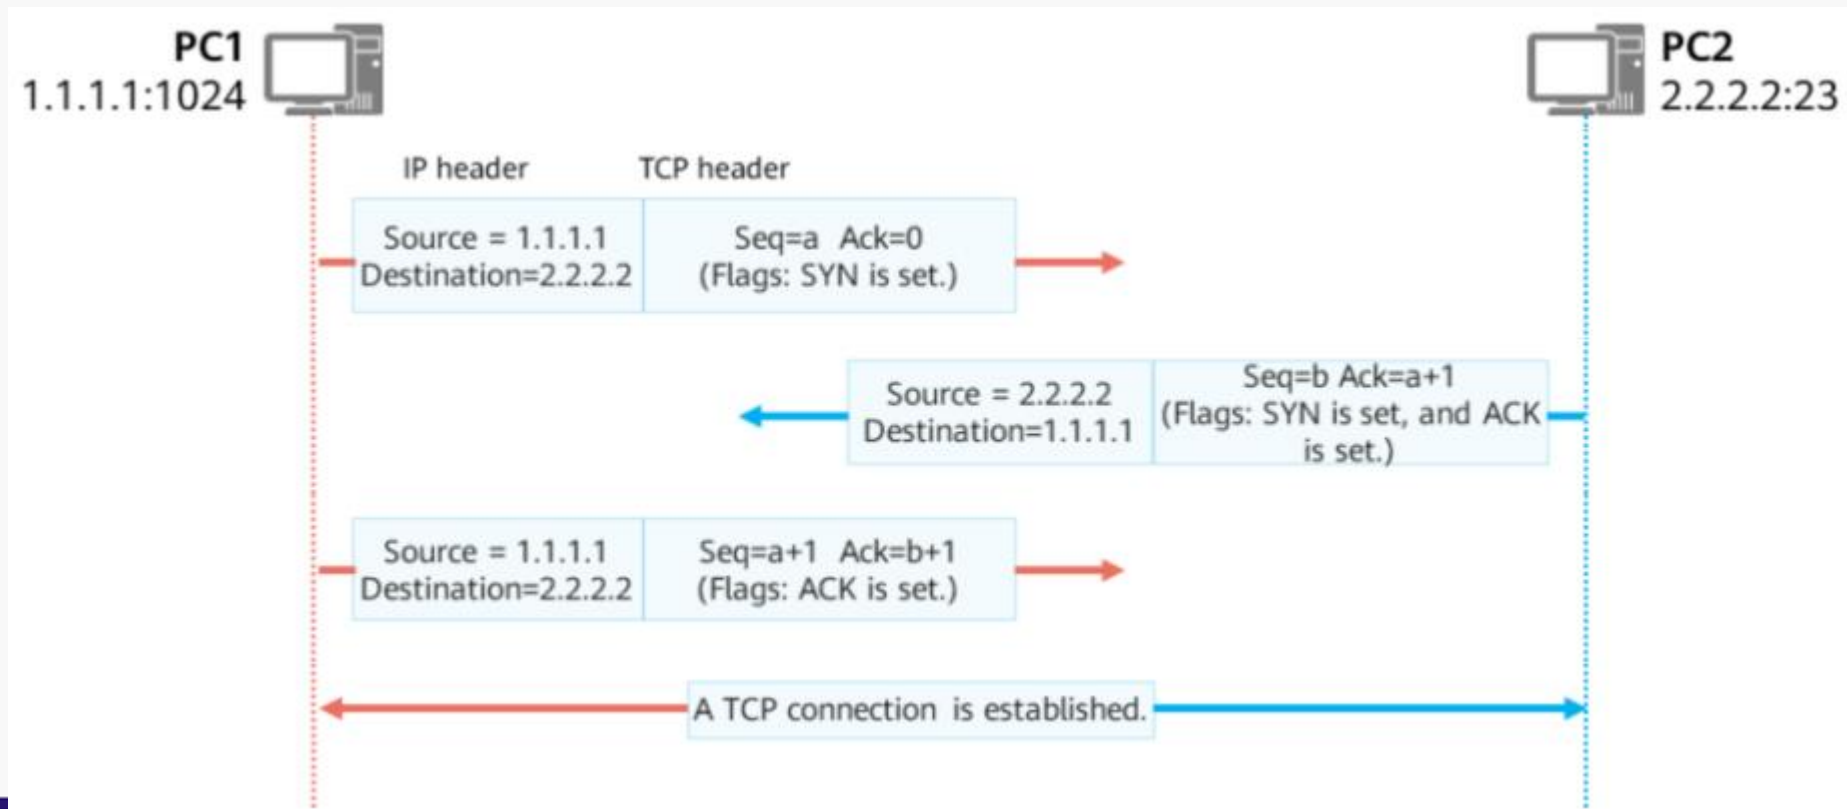 PC1
1.1.1.1:1024
PC2
2.2.2.2:23
IP header
TCP header
Source = 1.1.1.1
Destination=2.2.2.2
Seq=a Ack=0
(Flags: SYN is set.)
Source = 2.2.2.2
Destination=1.1.1.1
Seq=b Ack=a+1
(Flags: SYN is set, and ACK
is set.)
Source = 1.1.1.1
Destination=2.2.2.2
Seq=a+1 Ack=b+1
(Flags: ACK is set.)
A TCP connection is established.